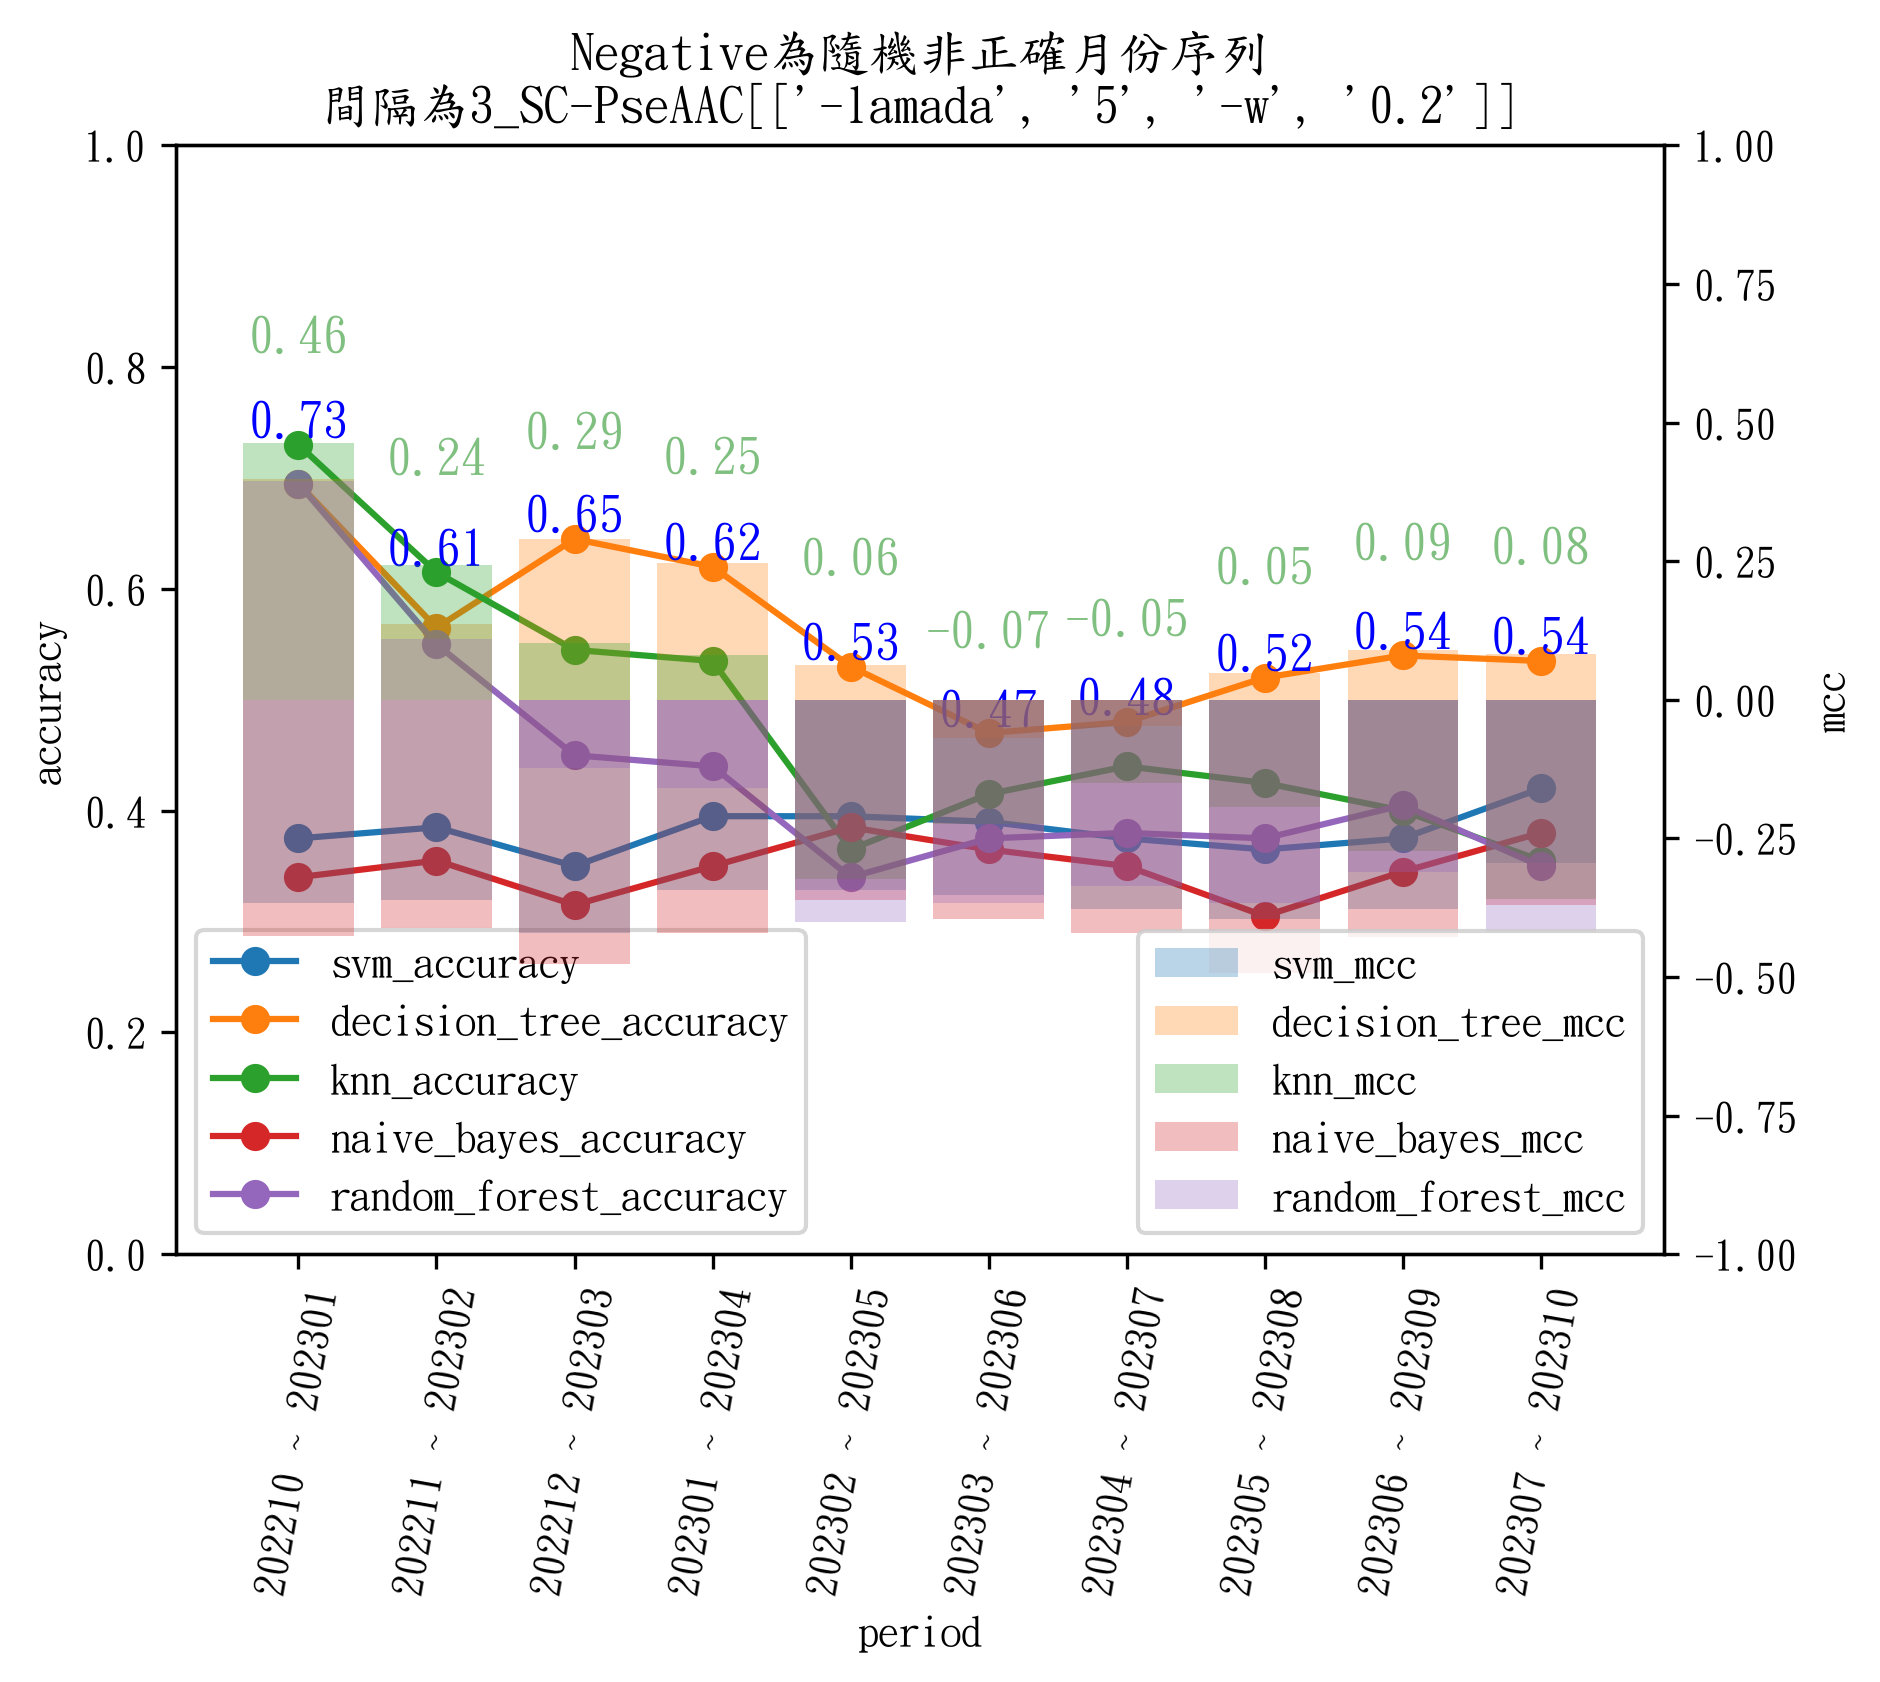 Negative為隨機非正確月份序列
間隔為3_SC-PseAAC[['-lamada', '5', '-w', '0.2']]
1.0
0.8
0.6
0.4
0.2
0.0
accuracy
1.00
0.75
0.50
0.25
0.00
-0.25
-0.50
-0.75
-1.00
mcc
0.46
0.24
0.29
0.25
0.06
-0.07
-0.05
0.05
0.09
0.08
0.73
0.61
0.65
0.62
0.53
0.47
0.48
0.52
0.54
0.54
svm_accuracy
decision_tree_accuracy
knn_accuracy
naive_bayes_accuracy
random_forest_accuracy
svm_mcc
decision_tree_mcc
knn_mcc
naive_bayes_mcc
random_forest_mcc
202210 ~ 202301
202211 ~ 202302
202212 ~ 202303
202301 ~ 202304
202302 ~ 202305
202303 ~ 202306
202304 ~ 202307
202305 ~ 202308
202306 ~ 202309
202307 ~ 202310
period